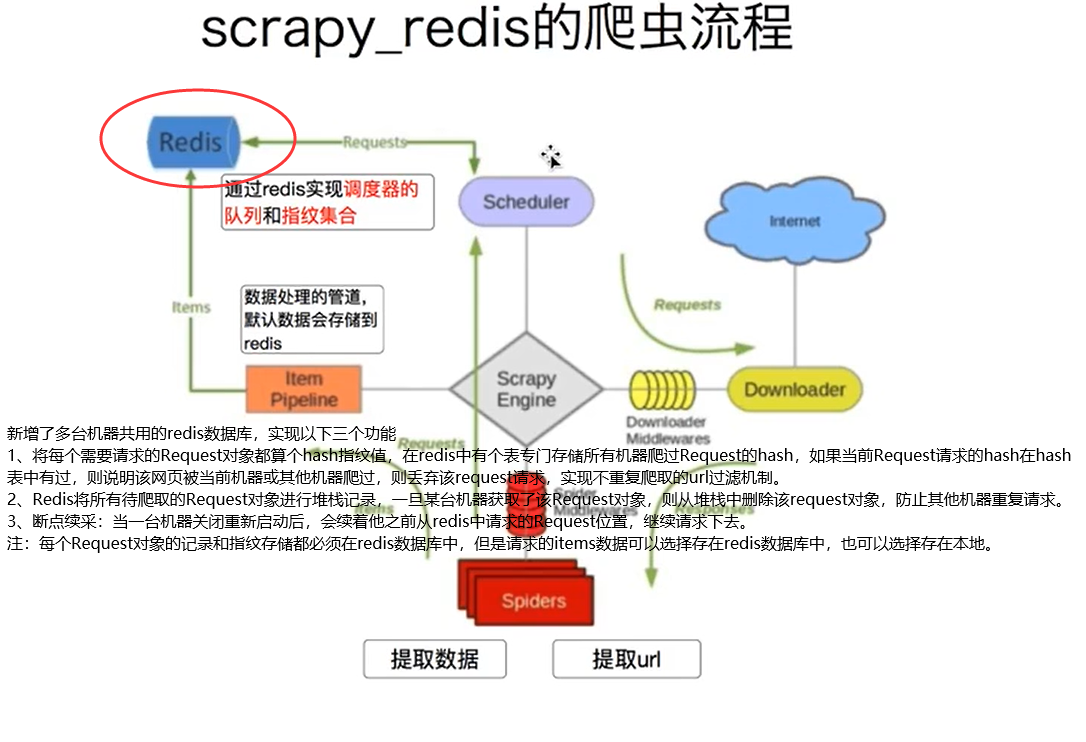 scrapy_redis的爬虫流程
Redis
Requests
通过redis实现调度器的
队列和指纹集合
Scheduler
Internet
Items
数据处理的管道，
默认数据会存储到
redis
Requests
Item
Pipeline
Scrapy
Engine
Downloader
Downloader
Middlewares
新增了多台机器共用的redis数据库，实现以下三个功能
Requests
1、将每个需要请求的Request对象都算个hash指纹值，在redis中有个表专门存储所有机器爬过Request的hash，如果当前Request请求的hash在hash
表中有过，则说明该网页被当前机器或其他机器爬过，则丢弃该request请求，实现不重复爬取的url过滤机制。
2、Redis将所有待爬取的Request对象进行堆栈记录，一旦某台机器获取了该Request对象，则从堆栈中删除该request对象，防止其他机器重复请求。
Spider
Middlewares
Items
Responses
3、断点续采：当一台机器关闭重新启动后，会续着他之前从redis中请求的Request位置，继续请求下去。
注：每个Request对象的记录和指纹存储都必须在redis数据库中，但是请求的items数据可以选择存在redis数据库中，也可以选择存在本地。
Spiders
提取数据
提取url